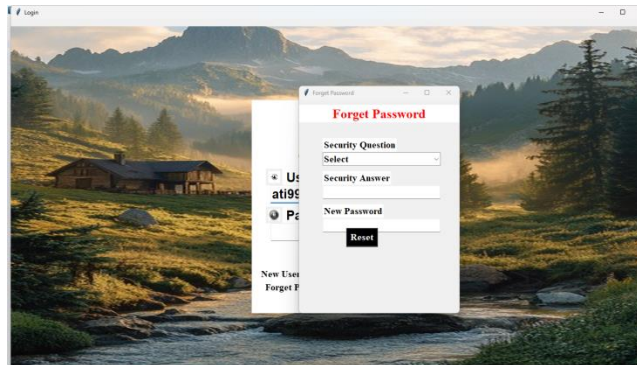 Login
Forget Password
Forget Password
Security Question
Select
Us
Security Answer
ati99
Pa
New Password
Reset
New User
Forget P